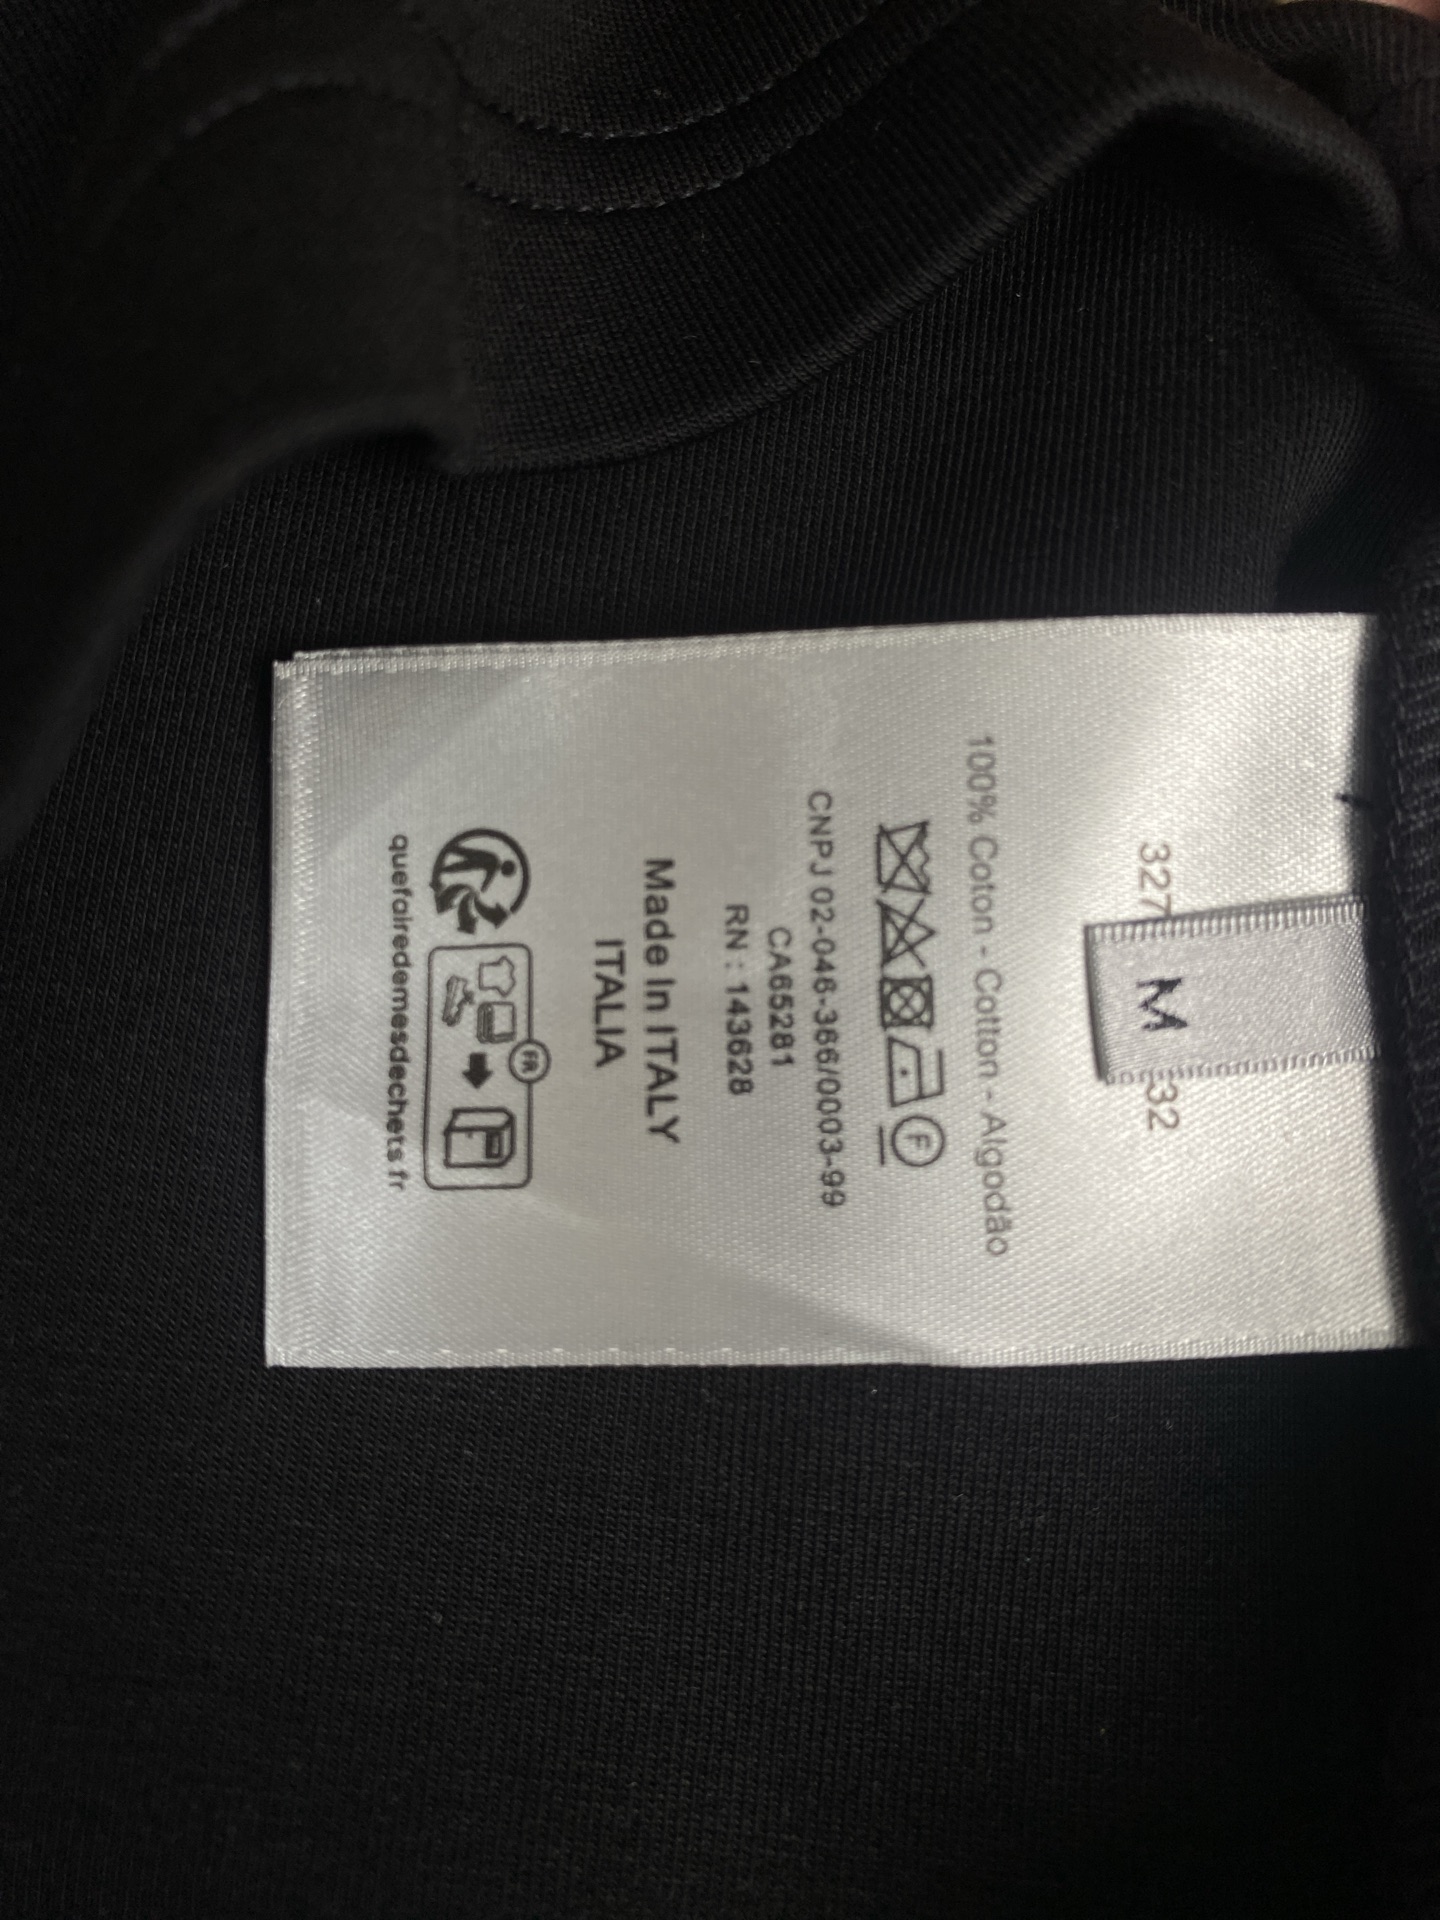 327 M 32
100% Coton - Cotton - Algodão
F
CNPJ 02-046-366/0003-99
CA65281
RN : 143628
Made In ITALY
ITALIA
FR
quefairedemesdechets.fr